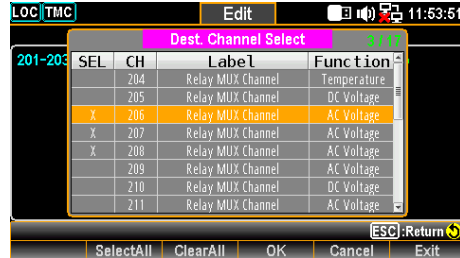 LOC TMC Edit 11:53:51
Dest. Channel Select 3 / 17
201-203
SEL CH Label Function
204 Relay MUX Channel Temperature
205 Relay MUX Channel DC Voltage
X 206 Relay MUX Channel AC Voltage
X 207 Relay MUX Channel AC Voltage
X 208 Relay MUX Channel AC Voltage
209 Relay MUX Channel AC Voltage
210 Relay MUX Channel DC Voltage
211 Relay MUX Channel AC Voltage
ESC :Return
SelectAll ClearAll OK Cancel Exit